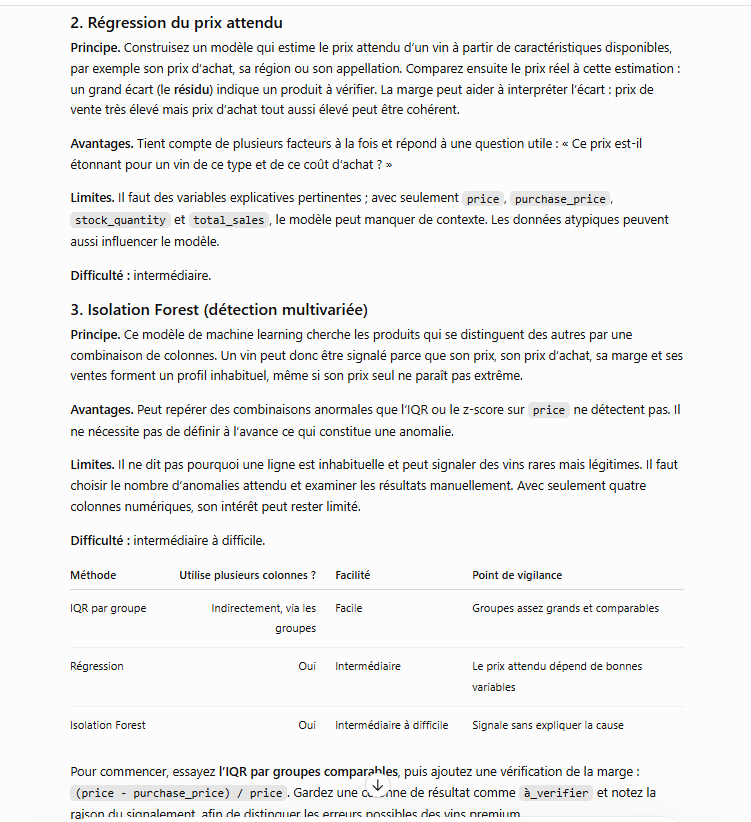 2. Régression du prix attendu
Principe. Construisez un modèle qui estime le prix attendu d’un vin à partir de caractéristiques disponibles,
par exemple son prix d’achat, sa région ou son appellation. Comparez ensuite le prix réel à cette estimation :
un grand écart (le résidu) indique un produit à vérifier. La marge peut aider à interpréter l’écart : prix de
vente très élevé mais prix d’achat tout aussi élevé peut être cohérent.
Avantages. Tient compte de plusieurs facteurs à la fois et répond à une question utile : « Ce prix est-il
étonnant pour un vin de ce type et de ce coût d’achat ? »
Limites. Il faut des variables explicatives pertinentes ; avec seulement price, purchase_price,
stock_quantity et total_sales, le modèle peut manquer de contexte. Les données atypiques peuvent
aussi influencer le modèle.
Difficulté : intermédiaire.
3. Isolation Forest (détection multivariée)
Principe. Ce modèle de machine learning cherche les produits qui se distinguent des autres par une
combinaison de colonnes. Un vin peut donc être signalé parce que son prix, son prix d’achat, sa marge et ses
ventes forment un profil inhabituel, même si son prix seul ne paraît pas extrême.
Avantages. Peut repérer des combinaisons anormales que l’IQR ou le z-score sur price ne détectent pas. Il
ne nécessite pas de définir à l’avance ce qui constitue une anomalie.
Limites. Il ne dit pas pourquoi une ligne est inhabituelle et peut signaler des vins rares mais légitimes. Il faut
choisir le nombre d’anomalies attendu et examiner les résultats manuellement. Avec seulement quatre
colonnes numériques, son intérêt peut rester limité.
Difficulté : intermédiaire à difficile.
Méthode Utilise plusieurs colonnes ? Facilité Point de vigilance
IQR par groupe Indirectement, via les Facile Groupes assez grands et comparables
groupes
Régression Oui Intermédiaire Le prix attendu dépend de bonnes
variables
Isolation Forest Oui Intermédiaire à difficile Signale sans expliquer la cause
Pour commencer, essayez l’IQR par groupes comparables, puis ajoutez une vérification de la marge :
(price - purchase_price) / price. Gardez une colonne de résultat comme à_verifier et notez la
raison du signalement, afin de distinguer les erreurs possibles des vins premium.